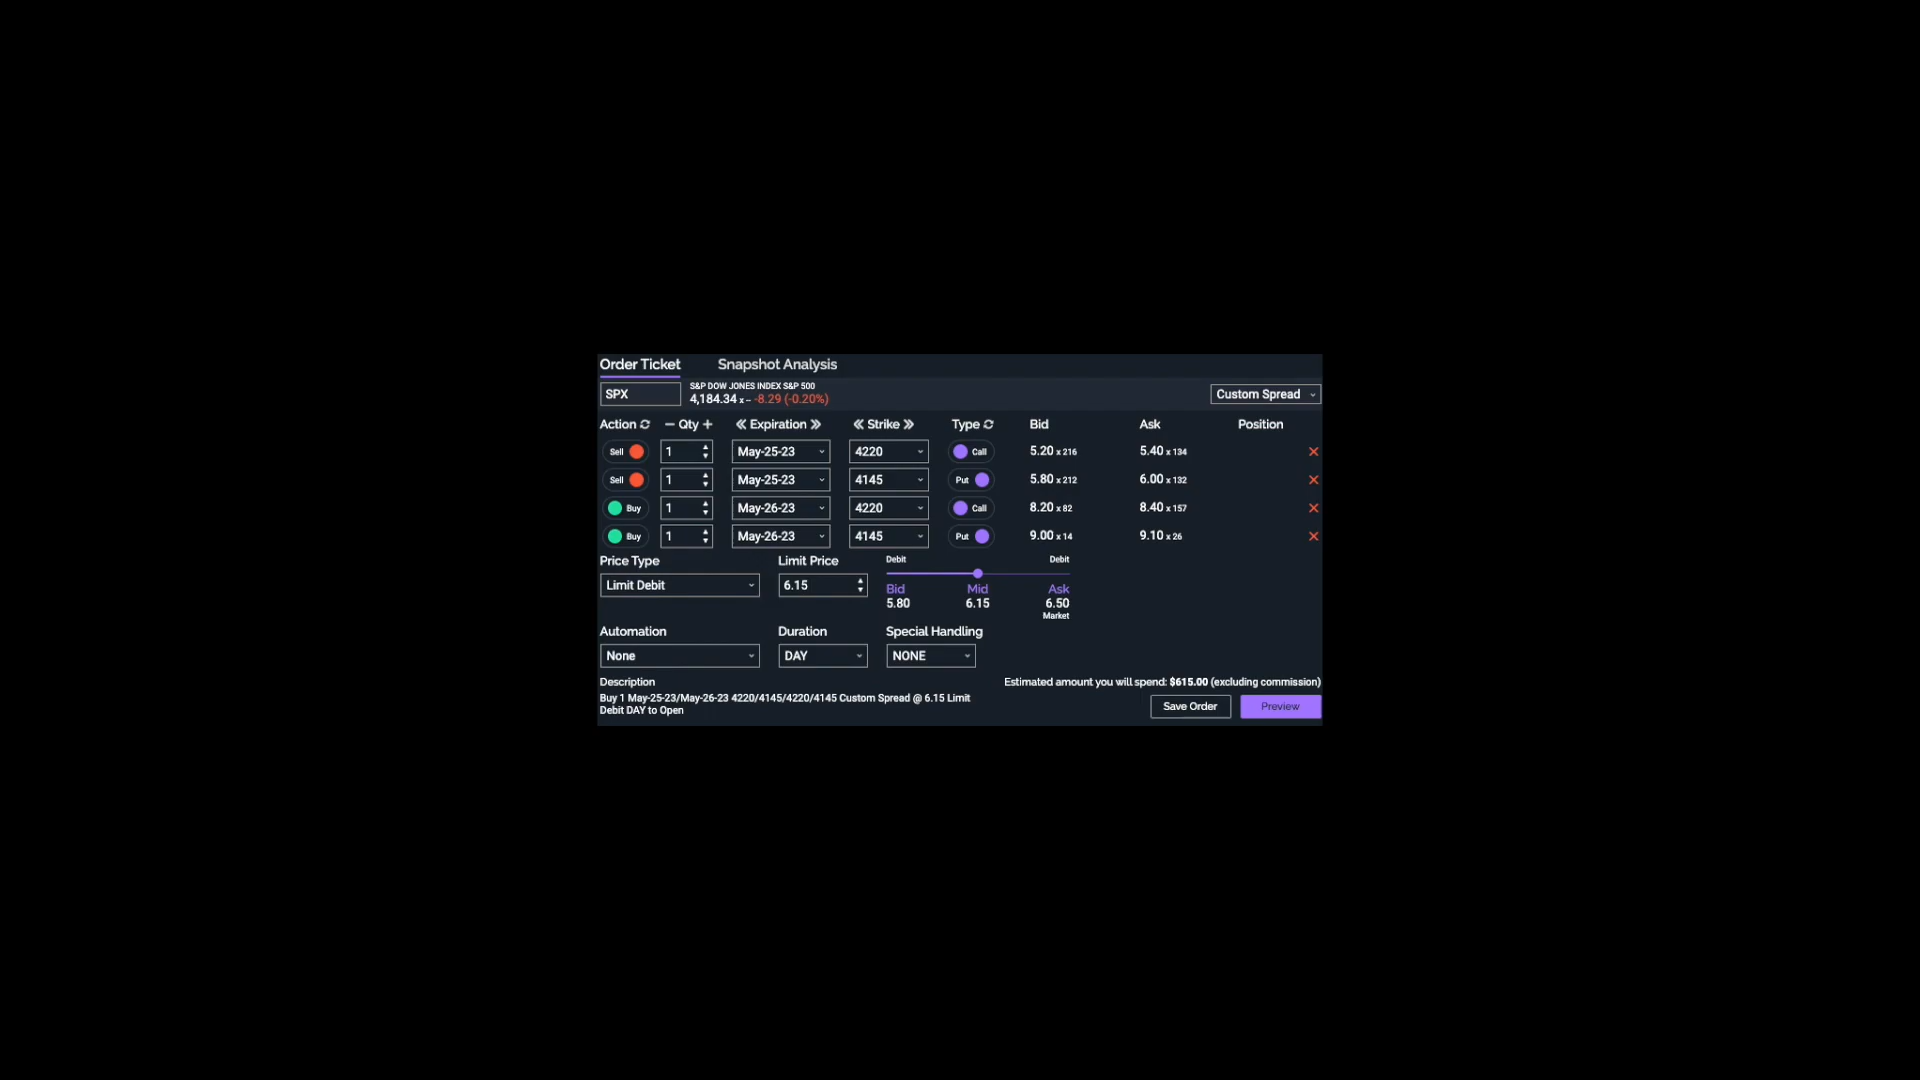 Order Ticket Snapshot Analysis
SPX S&P DOW JONES INDEX S&P 500 Custom Spread
4,184.34 x -- -8.29 (-0.20%)
Action − Qty + « Expiration » « Strike » Type Bid Ask Position
Sell 1 May-25-23 4220 Call 5.20 x 216 5.40 x 134 ✕
Sell 1 May-25-23 4145 Put 5.80 x 212 6.00 x 132 ✕
Buy 1 May-26-23 4220 Call 8.20 x 82 8.40 x 157 ✕
Buy 1 May-26-23 4145 Put 9.00 x 14 9.10 x 26 ✕
Price Type Limit Price Debit Debit
Limit Debit 6.15 Bid Mid Ask
5.80 6.15 6.50
Market
Automation Duration Special Handling
None DAY NONE
Description Estimated amount you will spend: $615.00 (excluding commission)
Buy 1 May-25-23/May-26-23 4220/4145/4220/4145 Custom Spread @ 6.15 Limit
Debit DAY to Open Save Order Preview